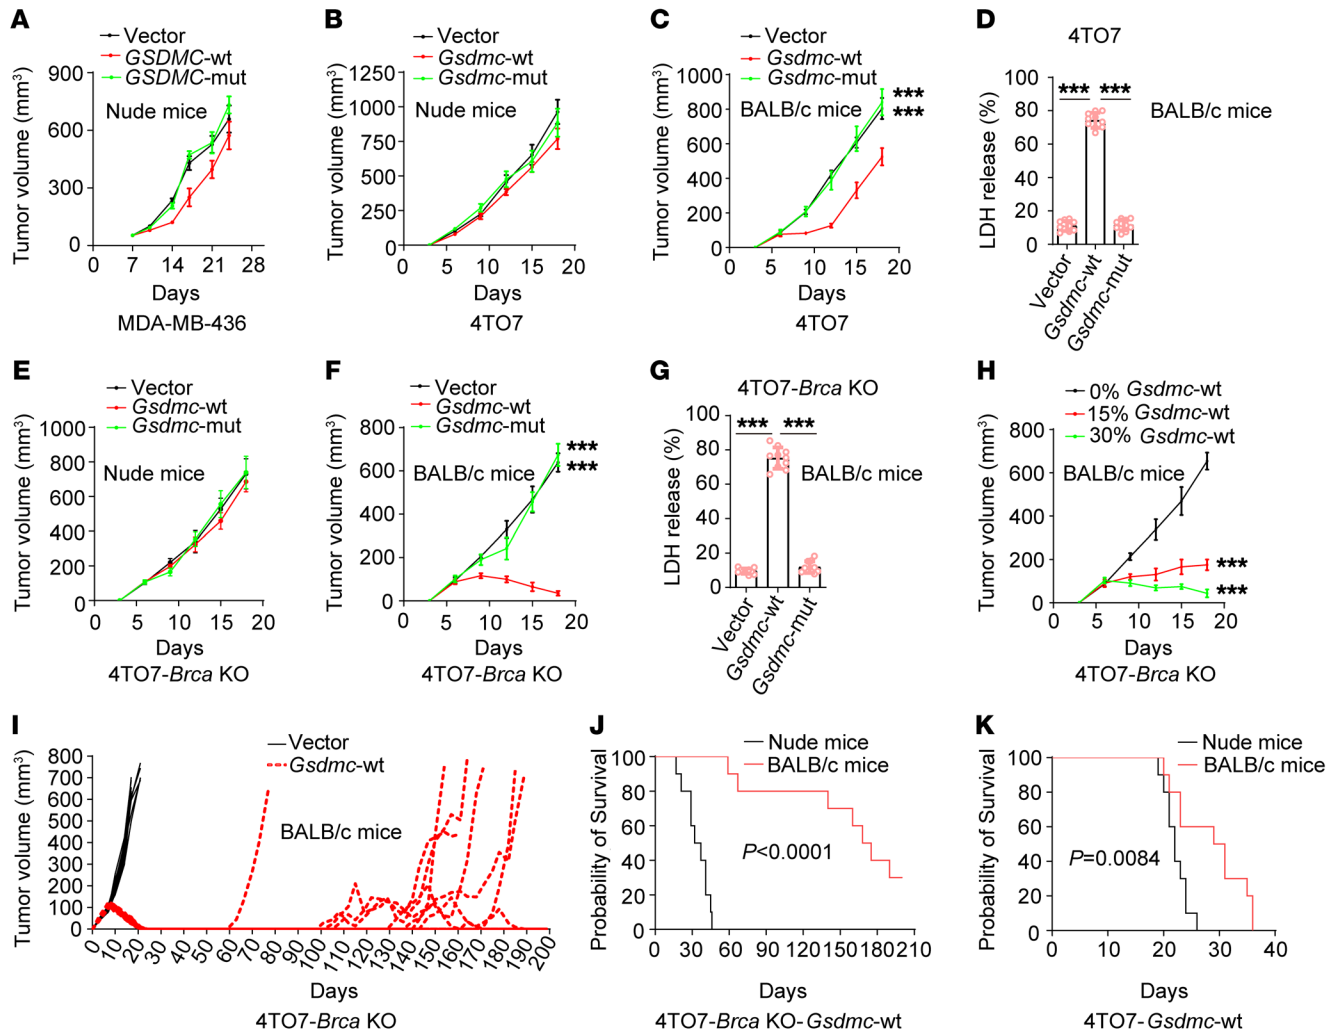 A
Vector
GSDMC-wt
GSDMC-mut
Nude mice
Tumor volume (mm³)
900
600
300
0
0 7 14 21 28
Days
MDA-MB-436
B
Vector
Gsdmc-wt
Gsdmc-mut
Nude mice
Tumor volume (mm³)
1250
1000
750
500
250
0
0 5 10 15 20
Days
4TO7
C
Vector
Gsdmc-wt
Gsdmc-mut
BALB/c mice
***
***
Tumor volume (mm³)
1000
800
600
400
200
0
0 5 10 15 20
Days
4TO7
D
4TO7
BALB/c mice
*** ***
LDH release (%)
100
80
60
40
20
0
Vector
Gsdmc-wt
Gsdmc-mut
E
Vector
Gsdmc-wt
Gsdmc-mut
Nude mice
Tumor volume (mm³)
1000
800
600
400
200
0
0 5 10 15 20
Days
4TO7-Brca KO
F
Vector
Gsdmc-wt
Gsdmc-mut
BALB/c mice
***
***
Tumor volume (mm³)
800
600
400
200
0
0 5 10 15 20
Days
4TO7-Brca KO
G
4TO7-Brca KO
BALB/c mice
*** ***
LDH release (%)
100
80
60
40
20
0
Vector
Gsdmc-wt
Gsdmc-mut
H
0% Gsdmc-wt
15% Gsdmc-wt
30% Gsdmc-wt
BALB/c mice
***
***
Tumor volume (mm³)
800
600
400
200
0
0 5 10 15 20
Days
4TO7-Brca KO
I
Vector
Gsdmc-wt
BALB/c mice
Tumor volume (mm³)
800
700
600
500
400
300
200
100
0
0 10 20 30 40 50 60 70 80 90 100 110 120 130 140 150 160 170 180 190 200
Days
4TO7-Brca KO
J
Nude mice
BALB/c mice
P<0.0001
Probability of Survival
100
80
60
40
20
0
0 30 60 90 120 150 180 210
Days
4TO7-Brca KO-Gsdmc-wt
K
Nude mice
BALB/c mice
P=0.0084
Probability of Survival
100
80
60
40
20
0
0 10 20 30 40
Days
4TO7-Gsdmc-wt